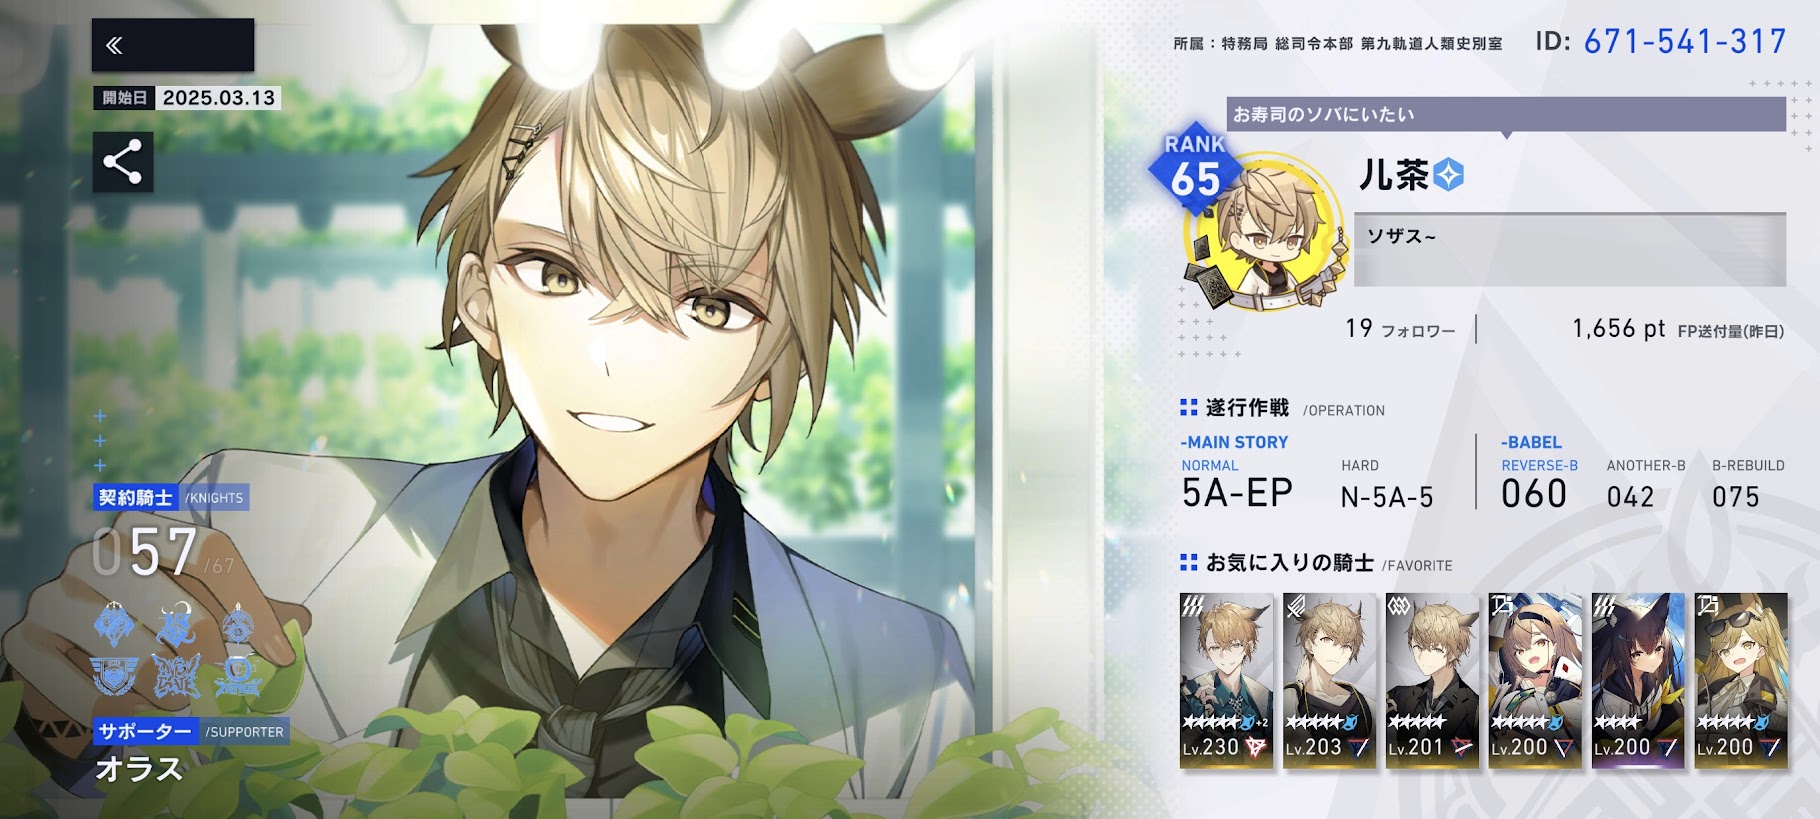 開始日 2025.03.13
契約騎士 /KNIGHTS
057/67
サポーター /SUPPORTER
オラス
所属：特務局 総司令本部 第九軌道人類史別室 ID: 671-541-317
お寿司のソバにいたい
RANK
65
儿茶
ソザス~
19 フォロワー 1,656 pt FP送付量(昨日)
遂行作戦 /OPERATION
-MAIN STORY -BABEL
NORMAL HARD REVERSE-B ANOTHER-B B-REBUILD
5A-EP N-5A-5 060 042 075
お気に入りの騎士 /FAVORITE
+2
Lv.230 Lv.203 Lv.201 Lv.200 Lv.200 Lv.200